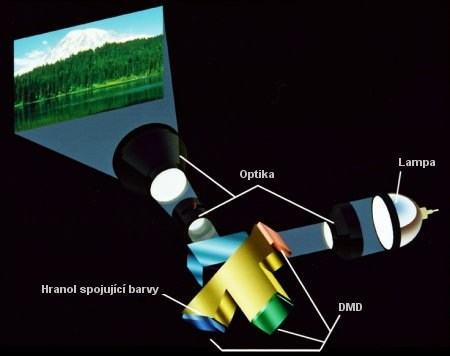 Optika
Lampa
Hranol spojující barvy
DMD